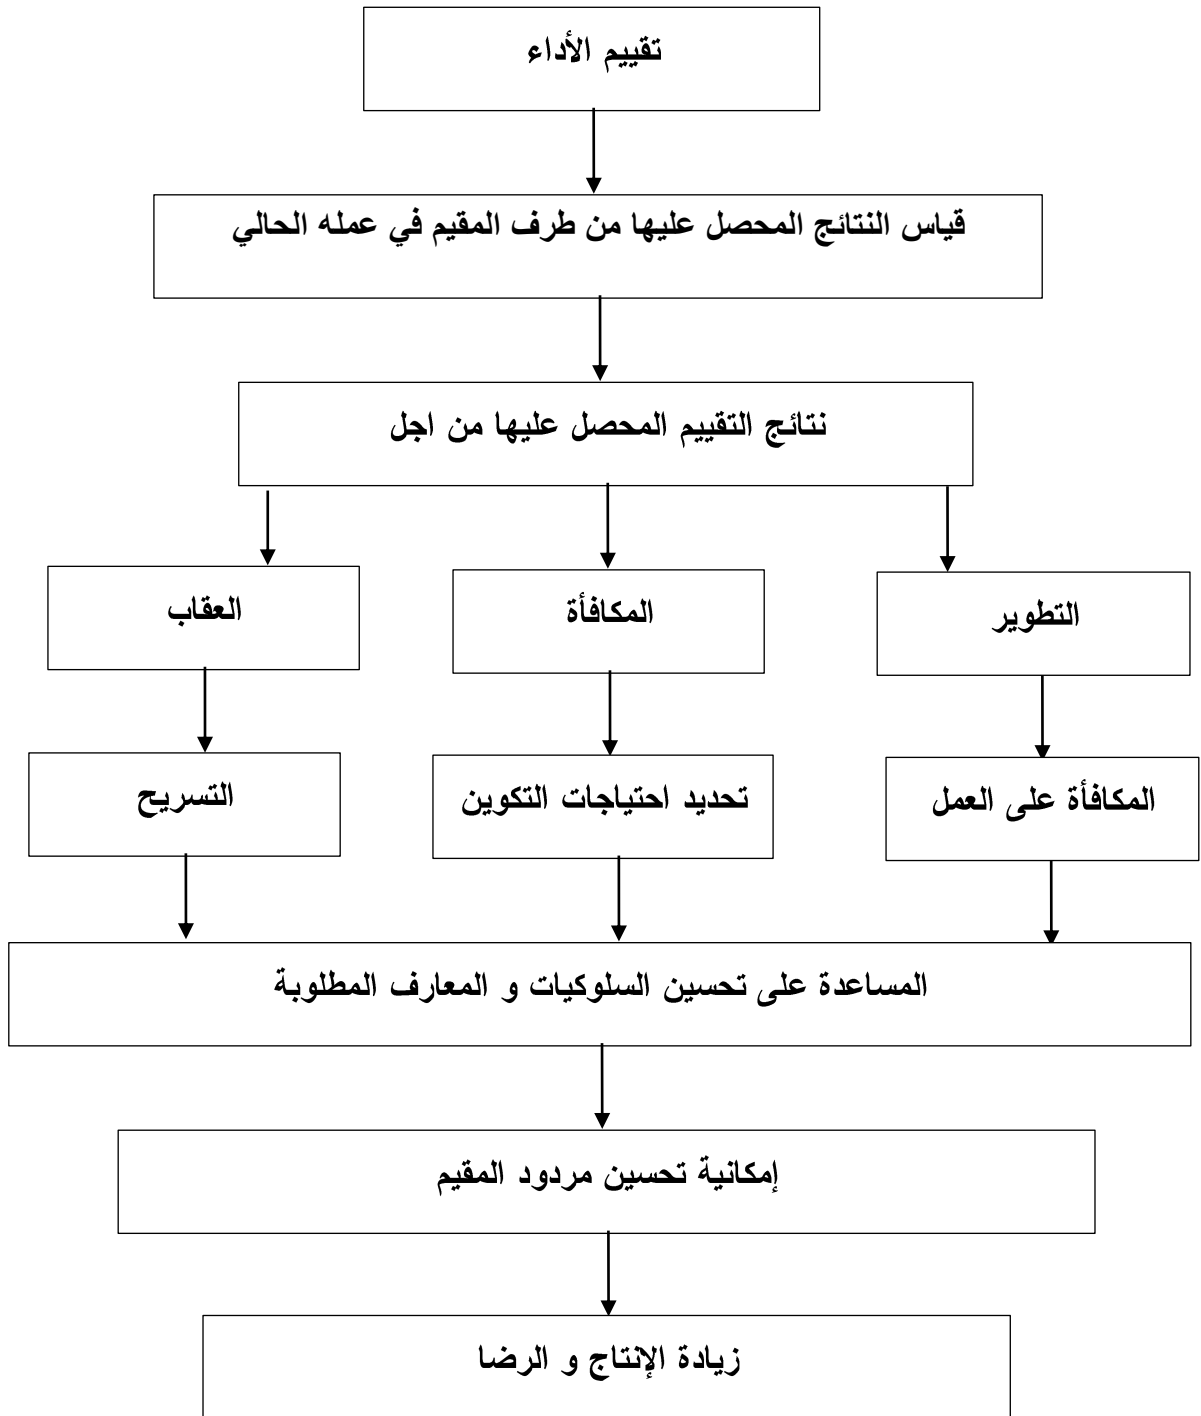 تقييم الأداء
قياس النتائج المحصل عليها من طرف المقيم في عمله الحالي
نتائج التقييم المحصل عليها من اجل
التطوير
المكافأة
العقاب
المكافأة على العمل
تحديد احتياجات التكوين
التسريح
المساعدة على تحسين السلوكيات و المعارف المطلوبة
إمكانية تحسين مردود المقيم
زيادة الإنتاج و الرضا